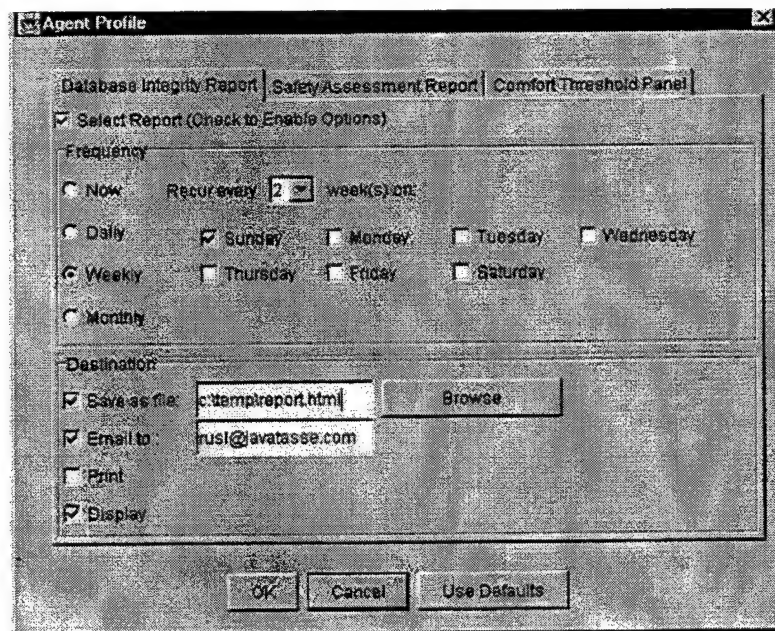 Agent Profile
Database Integrity Report Safety Assessment Report Comfort Threshold Panel
Select Report (Check to Enable Options)
Frequency
Now Recur every 2 week(s) on:
Daily Sunday Monday Tuesday Wednesday
Weekly Thursday Friday Saturday
Monthly
Destination
Save as file: c:\temp\report.html Browse
Email to : rusi@javatasse.com
Print
Display
OK Cancel Use Defaults